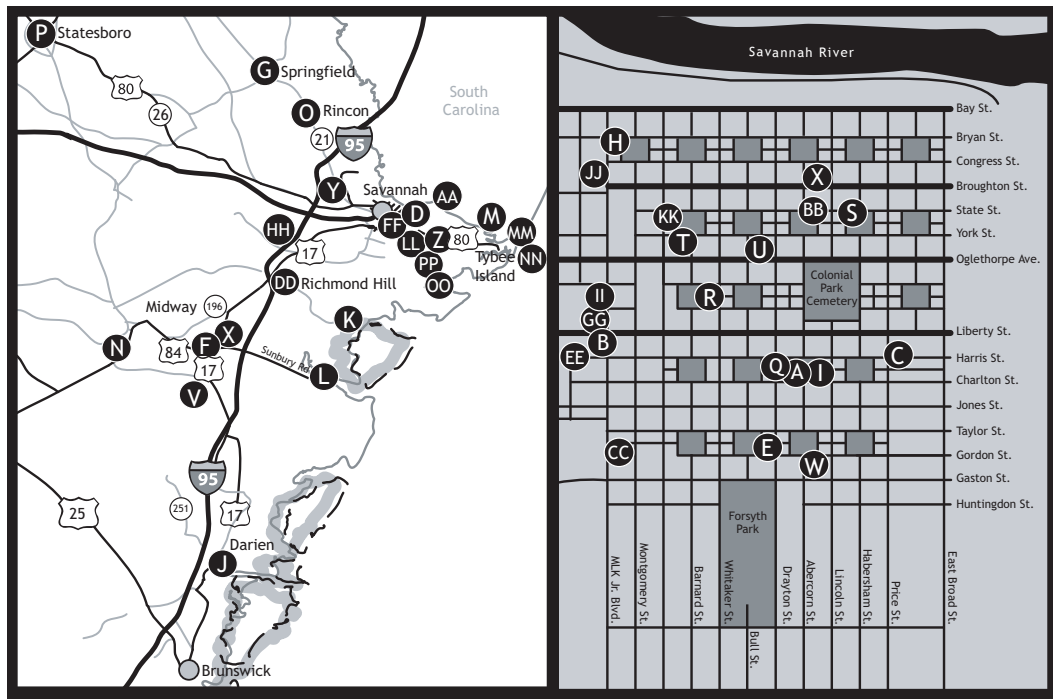 P
Statesboro
G
Springfield
80
26
O
Rincon
21
95
South
Carolina
Y
Savannah
AA
D
M
FF
HH
LL
Z
80
MM
17
Tybee
Island
NN
PP
DD
Richmond Hill
OO
Midway
196
K
N
84
F
X
17
Sunbury Rd
L
V
95
25
251
17
Darien
J
Brunswick
Savannah River
Bay St.
H
Bryan St.
Congress St.
JJ
X
Broughton St.
KK
BB
S
State St.
T
U
York St.
Oglethorpe Ave.
Colonial
Park
Cemetery
II
R
GG
Liberty St.
B
EE
Q
A
I
C
Harris St.
Charlton St.
Jones St.
Taylor St.
CC
E
W
Gordon St.
Gaston St.
Huntingdon St.
Forsyth
Park
MLK Jr. Blvd.
Montgomery St.
Barnard St.
Whitaker St.
Bull St.
Drayton St.
Abercorn St.
Lincoln St.
Habersham St.
Price St.
East Broad St.